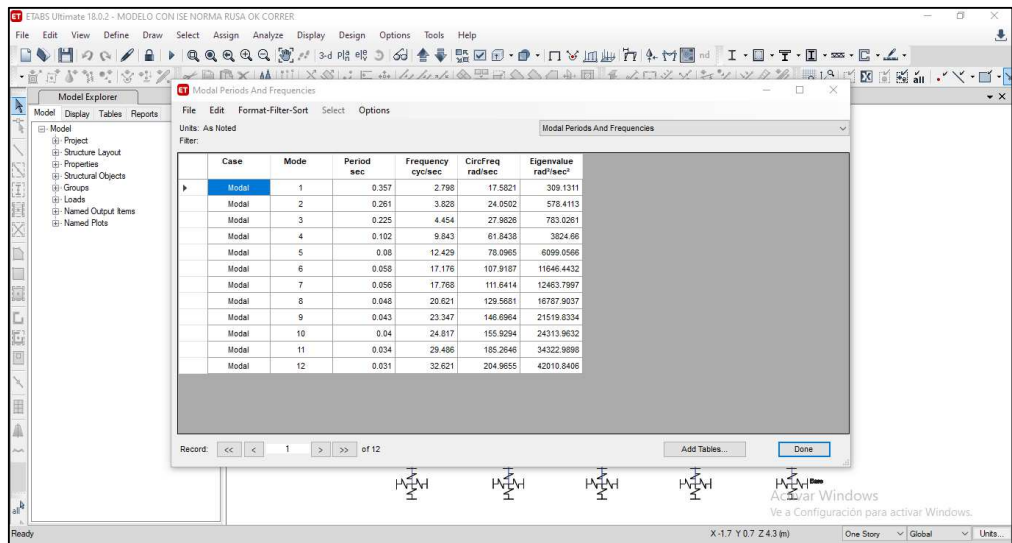 ETABS Ultimate 18.0.2 - MODELO CON ISE NORMA RUSA OK CORRER
File Edit View Define Draw Select Assign Analyze Display Design Options Tools Help
3-d nd
Model Explorer
Model Display Tables Reports
Model
Project
Structure Layout
Properties
Structural Objects
Groups
Loads
Named Output Items
Named Plots
Modal Periods And Frequencies
File Edit Format-Filter-Sort Select Options
Units: As Noted Modal Periods And Frequencies
Filter:
Case Mode Period Frequency CircFreq Eigenvalue
sec cyc/sec rad/sec rad²/sec²
Modal 1 0.357 2.798 17.5821 309.1311
Modal 2 0.261 3.828 24.0502 578.4113
Modal 3 0.225 4.454 27.9826 783.0261
Modal 4 0.102 9.843 61.8438 3824.66
Modal 5 0.08 12.429 78.0965 6099.0566
Modal 6 0.058 17.176 107.9187 11646.4432
Modal 7 0.056 17.768 111.6414 12463.7997
Modal 8 0.048 20.621 129.5681 16787.9037
Modal 9 0.043 23.347 146.6964 21519.8334
Modal 10 0.04 24.817 155.9294 24313.9632
Modal 11 0.034 29.486 185.2646 34322.9898
Modal 12 0.031 32.621 204.9655 42010.8406
Record: << < 1 > >> of 12 Add Tables... Done
Base
Activar Windows
Ve a Configuración para activar Windows.
all
Ready X -1.7 Y 0.7 Z 4.3 (m) One Story Global Units...